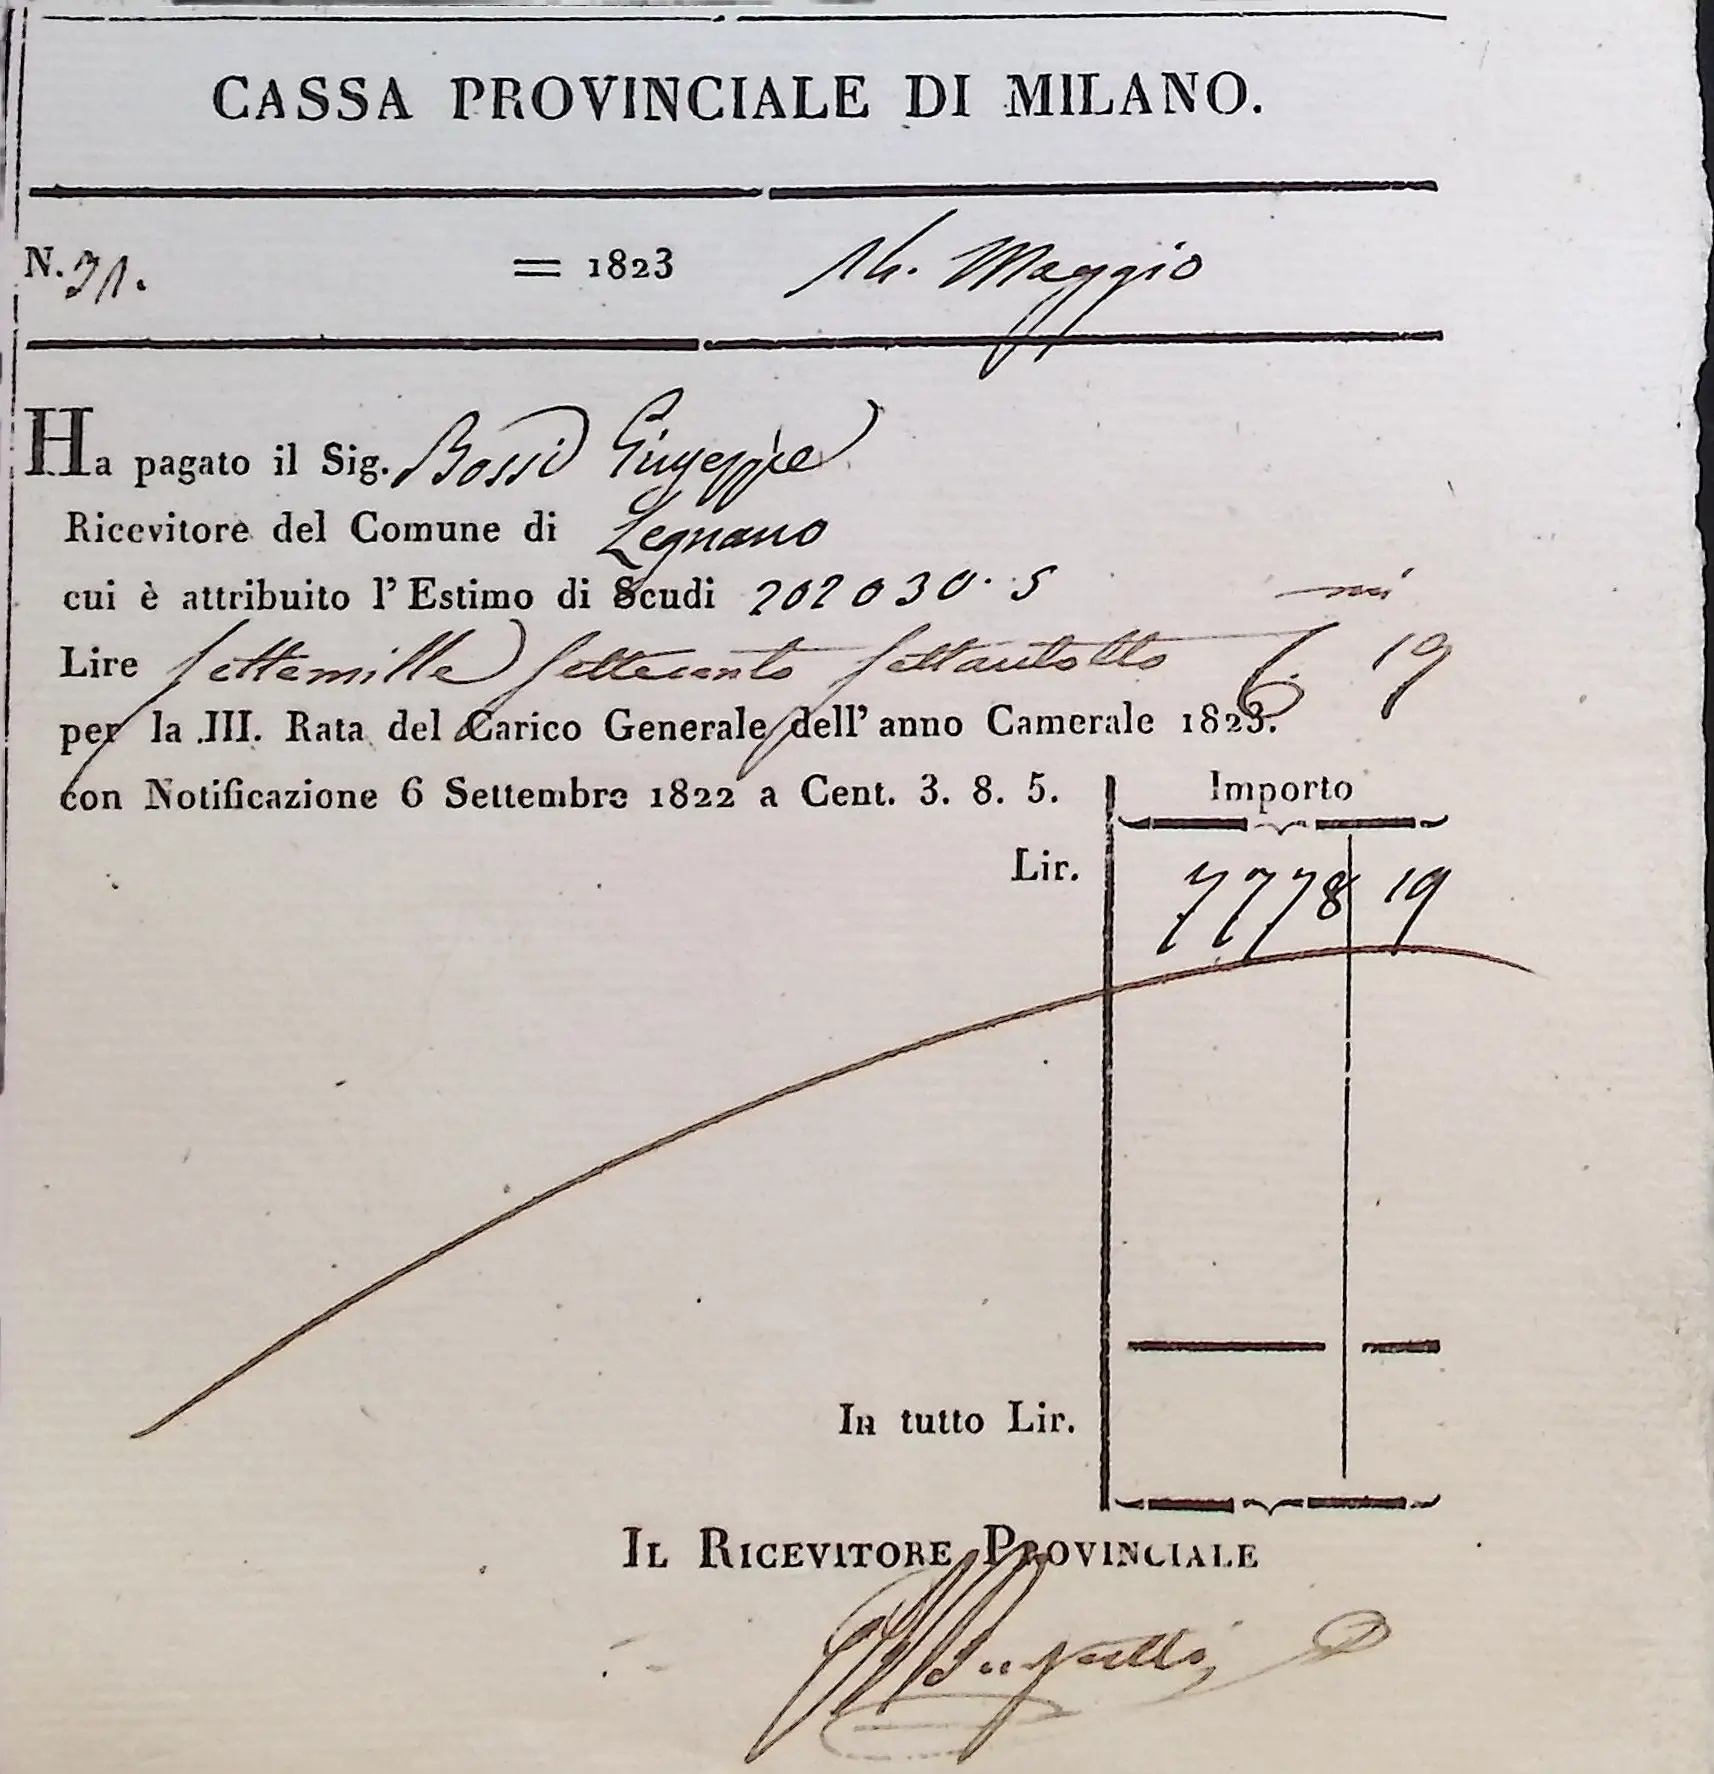 CASSA PROVINCIALE DI MILANO.
N. 31. = 1823 14. Maggio
Ha pagato il Sig. Bossi Giuseppe
Ricevitore del Comune di Legnano
cui è attribuito l'Estimo di Scudi 202030. 5
Lire settemille settecento settantotto C. 19
per la III. Rata del Carico Generale dell'anno Camerale 1823.
con Notificazione 6 Settembre 1822 a Cent. 3. 8. 5.
Importo
Lir. 7778 19
In tutto Lir.
IL RICEVITORE PROVINCIALE